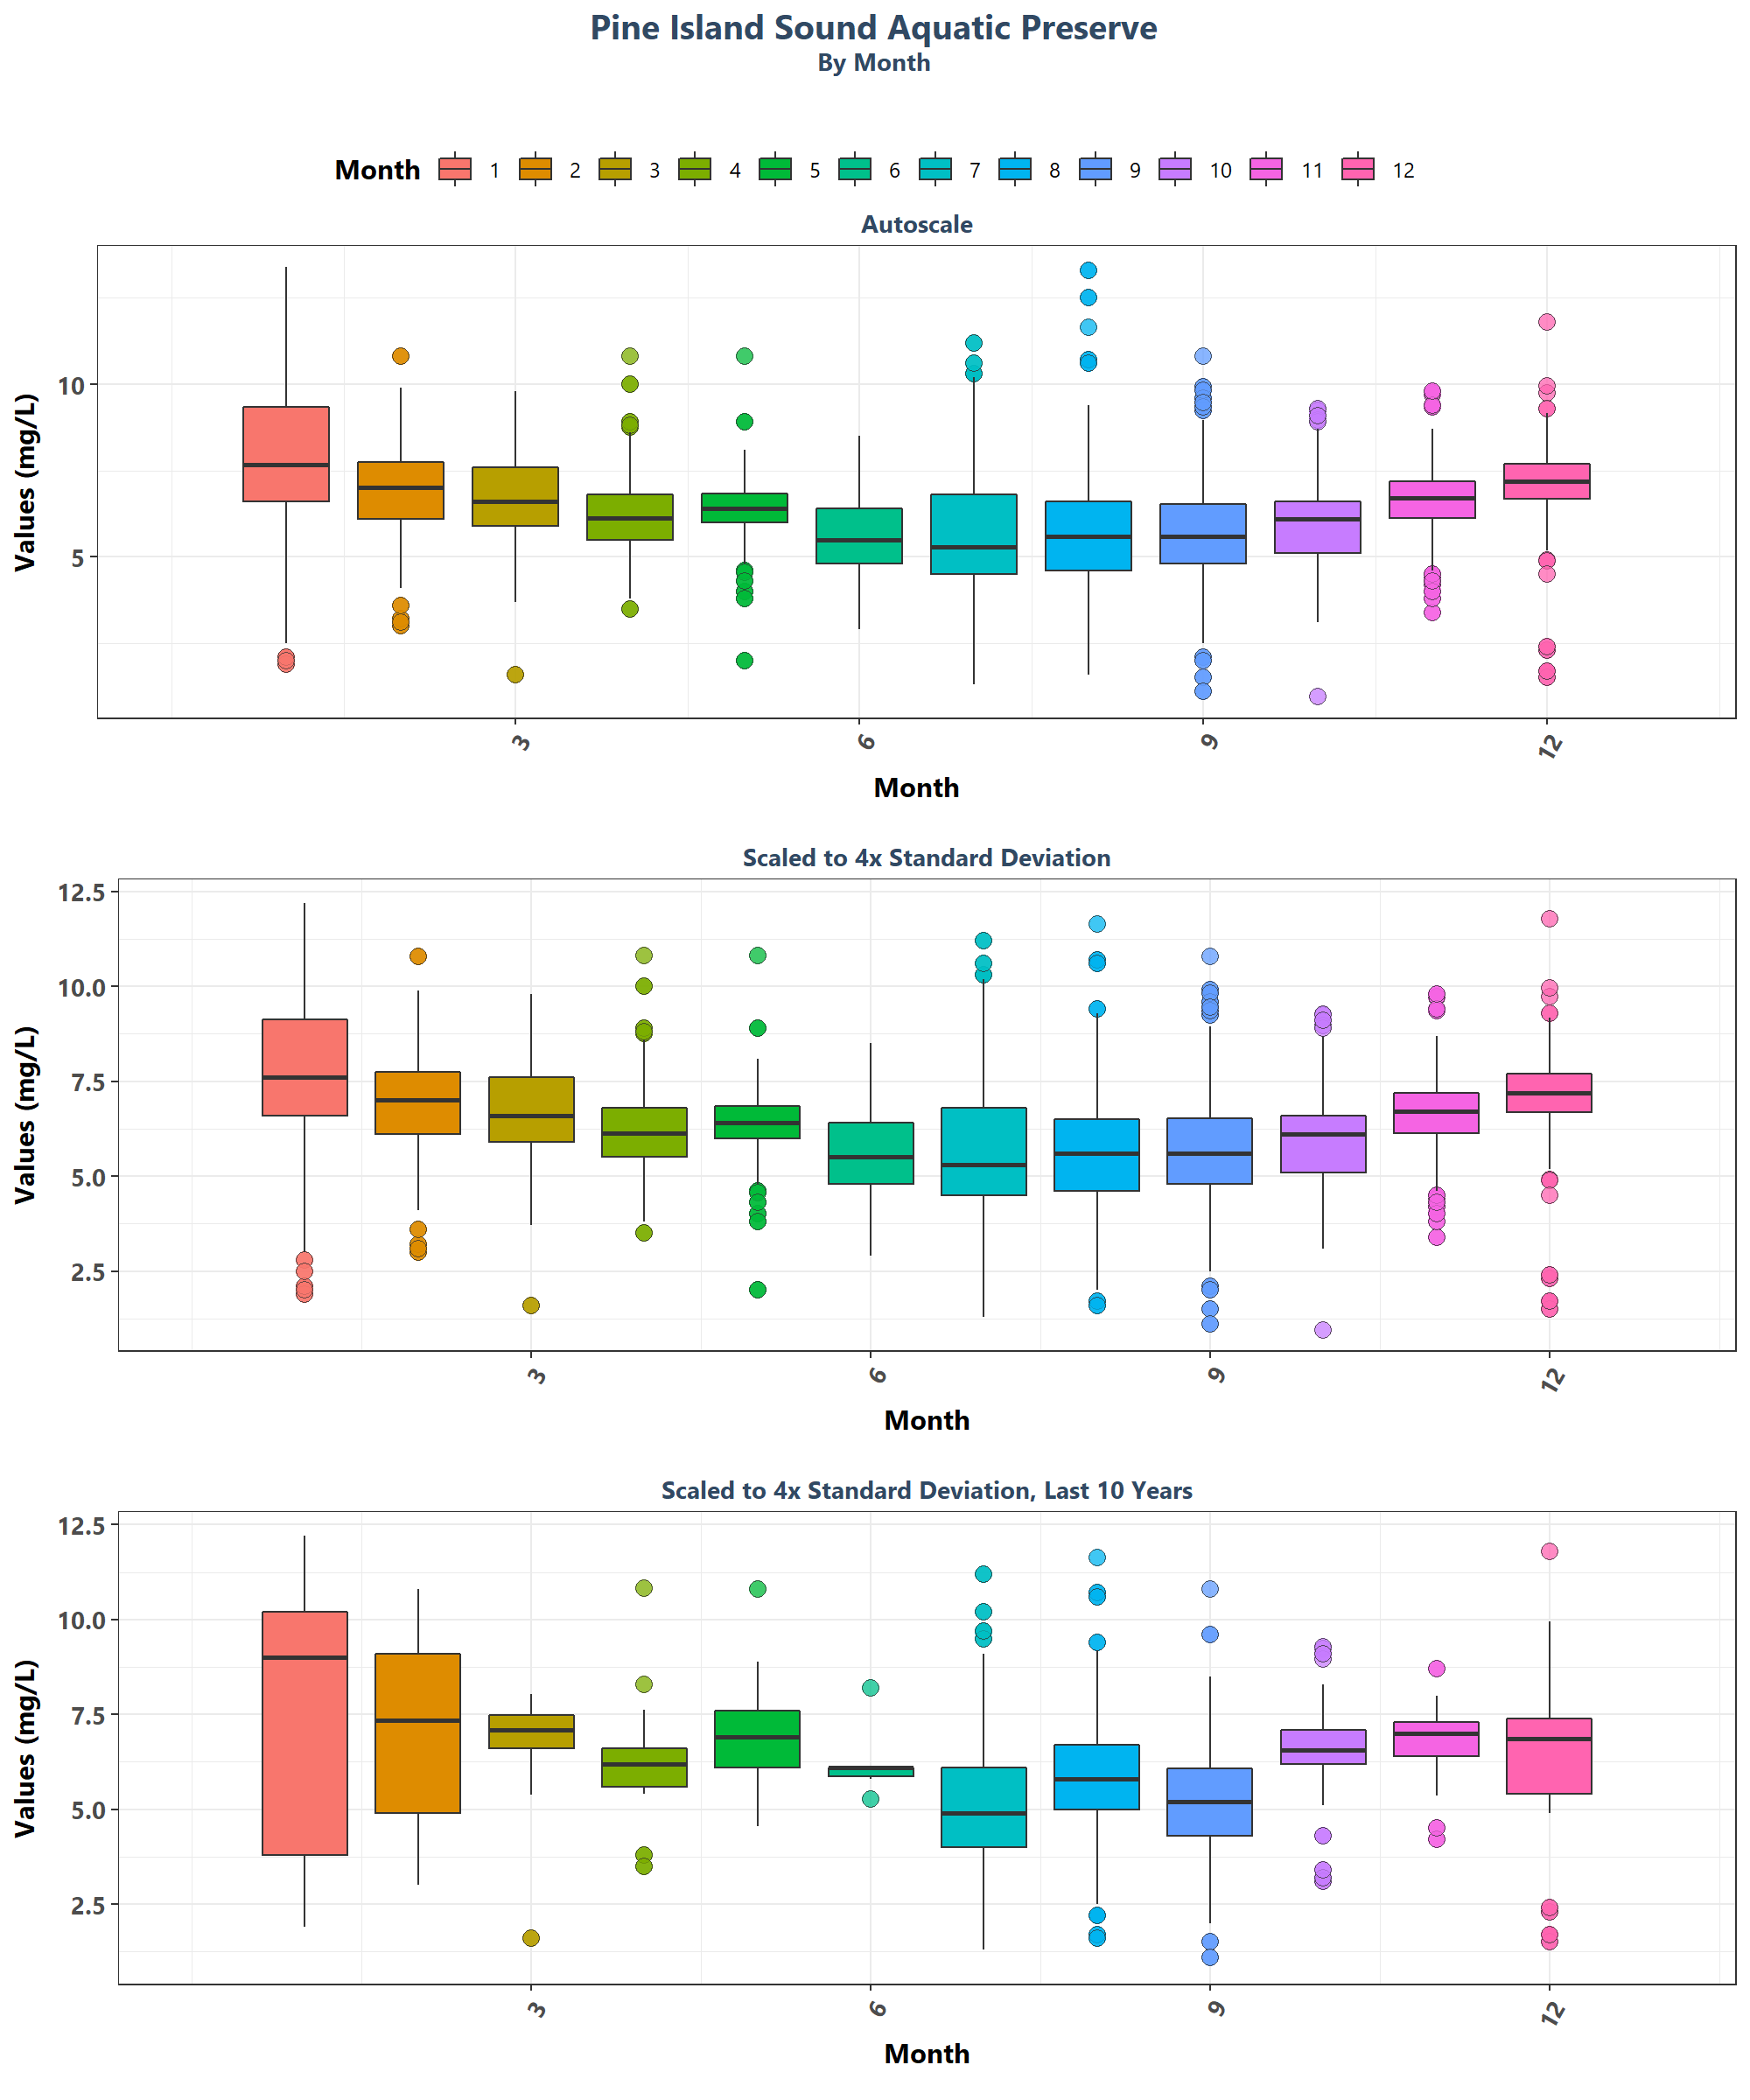 Pine Island Sound Aquatic Preserve
By Month
Month 1 2 3 4 5 6 7 8 9 10 11 12
Autoscale
Values (mg/L)
10
5
3 6 9 12
Month
Scaled to 4x Standard Deviation
Values (mg/L)
12.5
10.0
7.5
5.0
2.5
3 6 9 12
Month
Scaled to 4x Standard Deviation, Last 10 Years
Values (mg/L)
12.5
10.0
7.5
5.0
2.5
3 6 9 12
Month